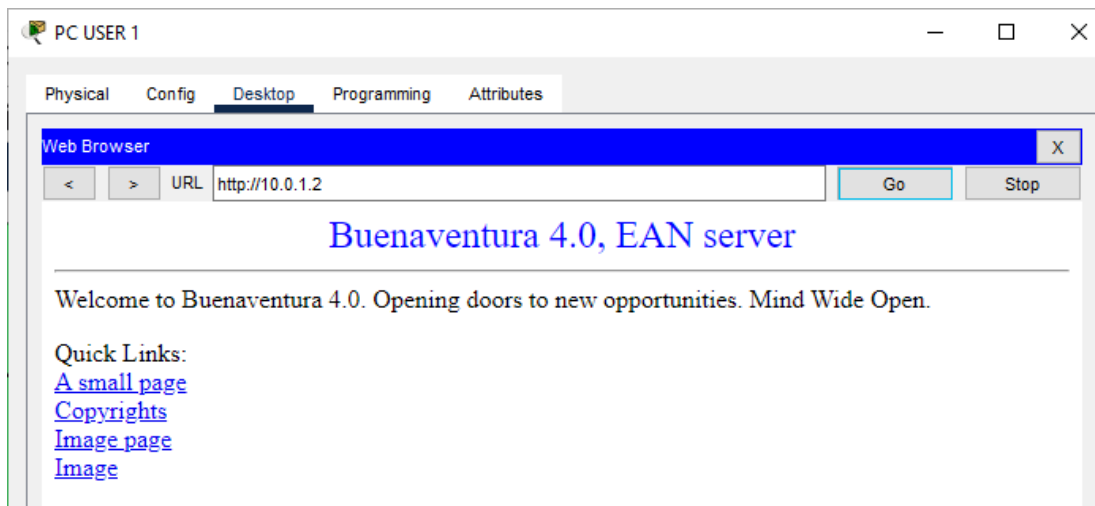 PC USER 1
Physical Config Desktop Programming Attributes
Web Browser X
< > URL http://10.0.1.2 Go Stop
Buenaventura 4.0, EAN server
Welcome to Buenaventura 4.0. Opening doors to new opportunities. Mind Wide Open.
Quick Links:
A small page
Copyrights
Image page
Image